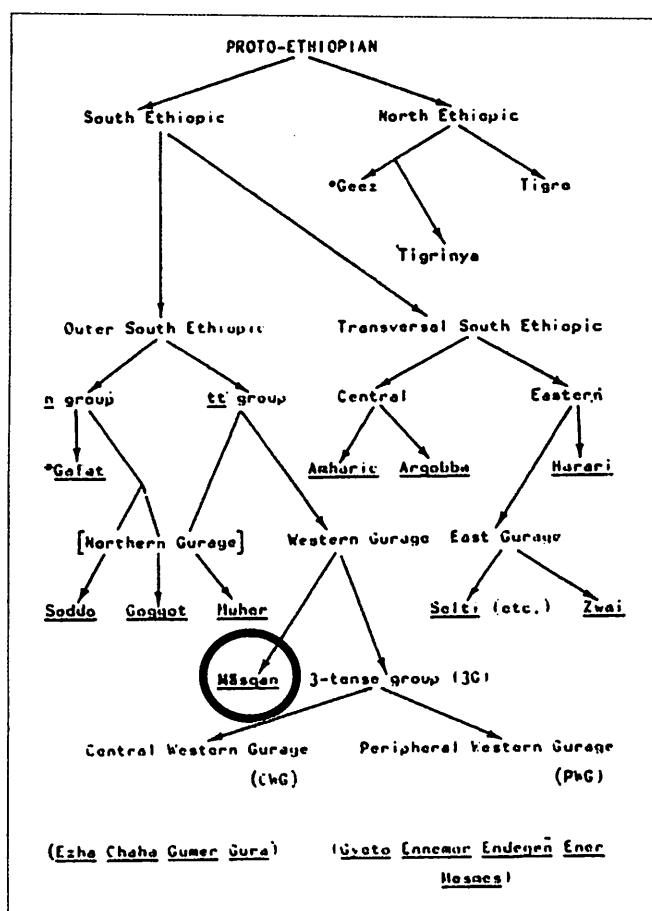 PROTO-ETHIOPIAN
South Ethiopic North Ethiopic
*Geez Tigre
Tigrinya
Outer South Ethiopic Transversal South Ethiopic
n group tt group Central Eastern
*Gafat Amharic Argobba Harari
[Northern Gurage] Western Gurage East Gurage
Soddo Goggot Muher Selti (etc.) Zwai
Mäsqan 3-tense group (3G)
Central Western Gurage Peripheral Western Gurage
(CWG) (PWG)
(Ezha Chaha Gumer Gura) (Gyeto Ennemor Endegeñ Ener
Mesmes)